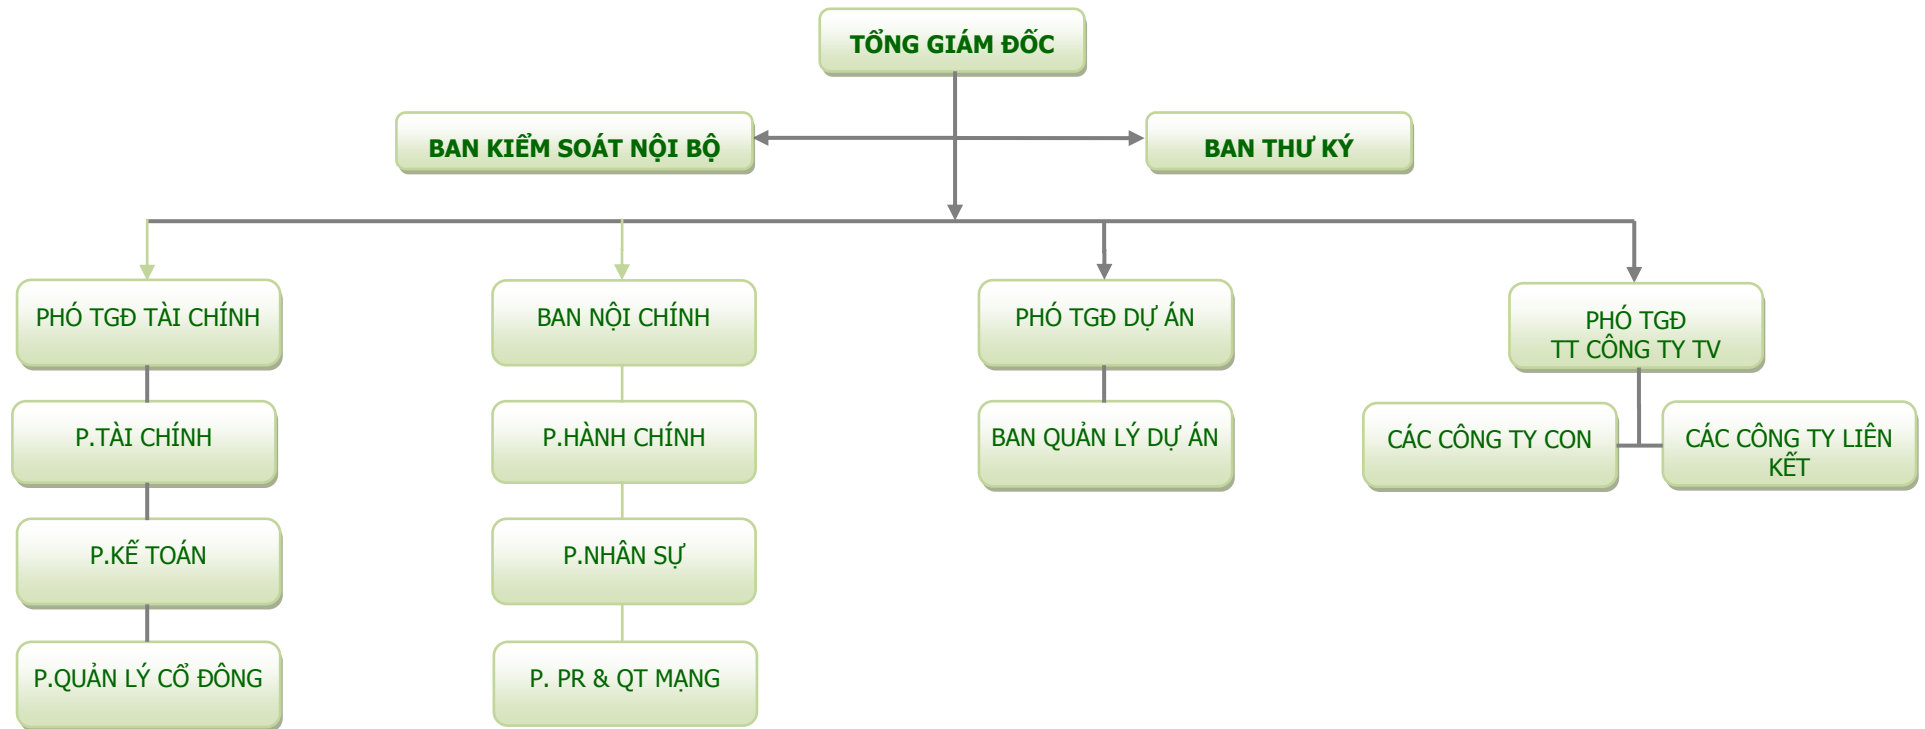 TỔNG GIÁM ĐỐC
BAN KIỂM SOÁT NỘI BỘ
BAN THƯ KÝ
PHÓ TGĐ TÀI CHÍNH
BAN NỘI CHÍNH
PHÓ TGĐ DỰ ÁN
PHÓ TGĐ
TT CÔNG TY TV
P.TÀI CHÍNH
P.HÀNH CHÍNH
BAN QUẢN LÝ DỰ ÁN
CÁC CÔNG TY CON
CÁC CÔNG TY LIÊN
KẾT
P.KẾ TOÁN
P.NHÂN SỰ
P.QUẢN LÝ CỔ ĐÔNG
P. PR & QT MẠNG